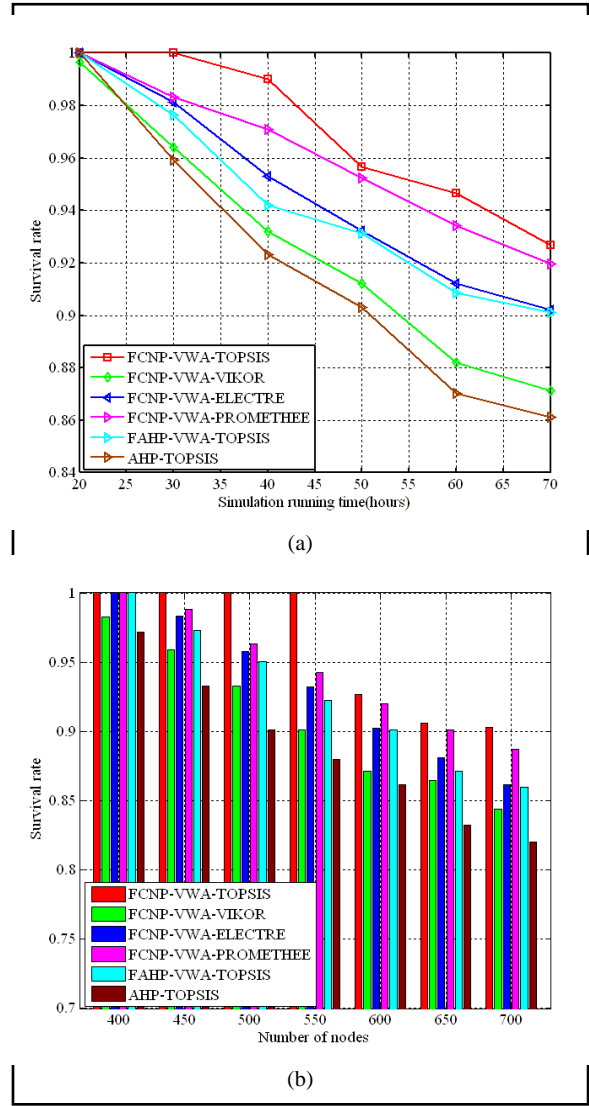 1
0.98
0.96
0.94
0.92
0.9
0.88
0.86
0.84
Survival rate
FCNP-VWA-TOPSIS
FCNP-VWA-VIKOR
FCNP-VWA-ELECTRE
FCNP-VWA-PROMETHEE
FAHP-VWA-TOPSIS
AHP-TOPSIS
20 25 30 35 40 45 50 55 60 65 70
Simulation running time(hours)
(a)
1
0.95
0.9
0.85
0.8
0.75
0.7
Survival rate
FCNP-VWA-TOPSIS
FCNP-VWA-VIKOR
FCNP-VWA-ELECTRE
FCNP-VWA-PROMETHEE
FAHP-VWA-TOPSIS
AHP-TOPSIS
400 450 500 550 600 650 700
Number of nodes
(b)